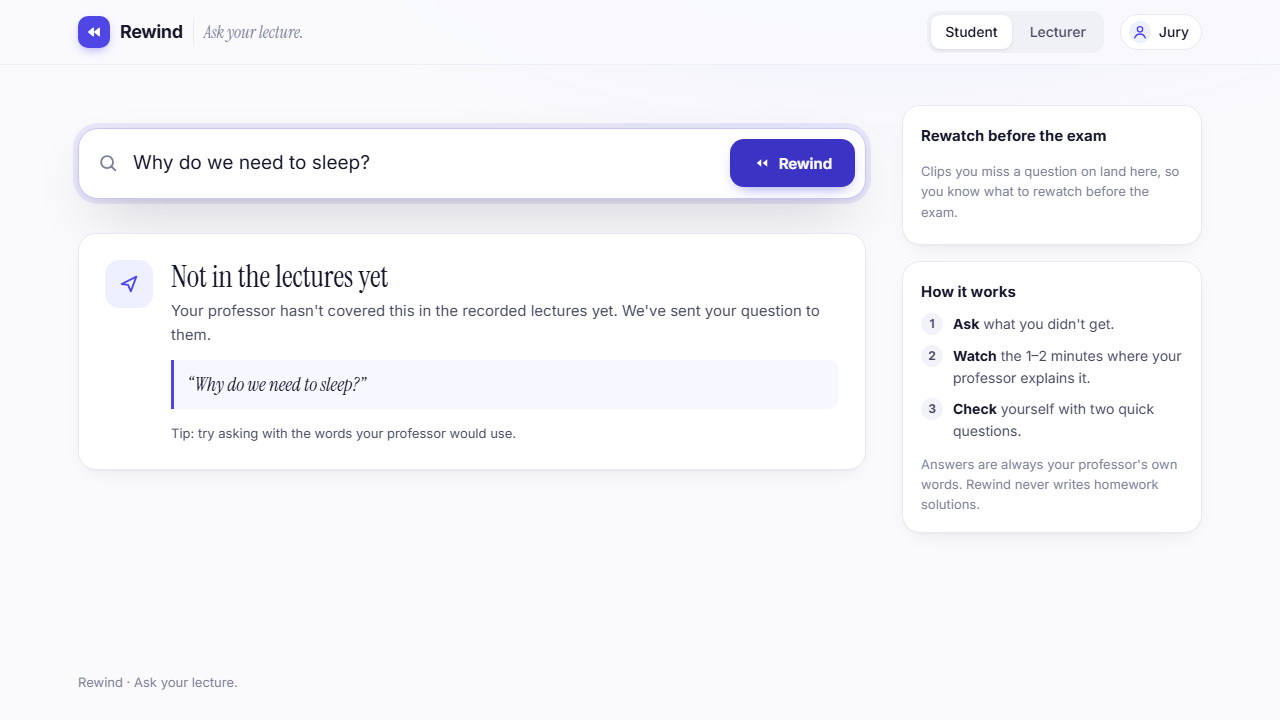 Rewind
Ask your lecture.
Student
Lecturer
Jury
Why do we need to sleep?
Rewind
Not in the lectures yet
Your professor hasn't covered this in the recorded lectures yet. We've sent your question to
them.
“Why do we need to sleep?”
Tip: try asking with the words your professor would use.
Rewatch before the exam
Clips you miss a question on land here, so
you know what to rewatch before the
exam.
How it works
1 Ask what you didn't get.
2 Watch the 1–2 minutes where your
professor explains it.
3 Check yourself with two quick
questions.
Answers are always your professor's own
words. Rewind never writes homework
solutions.
Rewind · Ask your lecture.